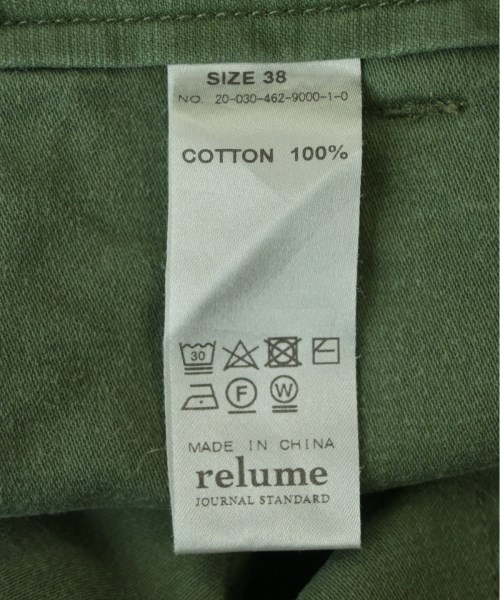 SIZE 38
NO. 20-030-462-9000-1-0
COTTON 100%
30
F W
MADE IN CHINA
relume
JOURNAL STANDARD